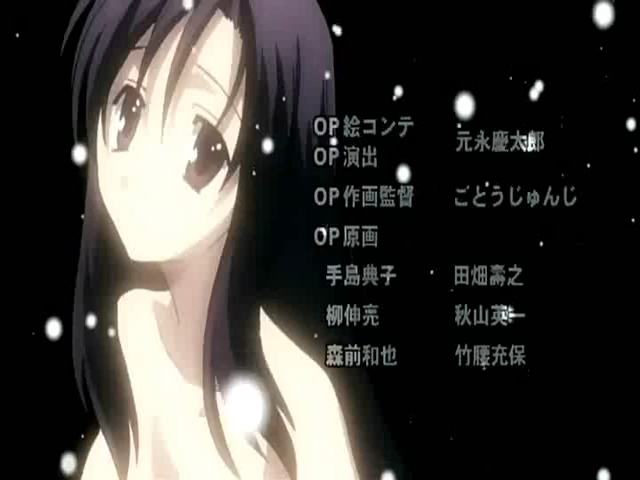 OP絵コンテ
OP演出 元永慶太郎
OP作画監督 ごとうじゅんじ
OP原画
手島典子 田畑壽之
柳伸亮 秋山英一
森前和也 竹腰充保